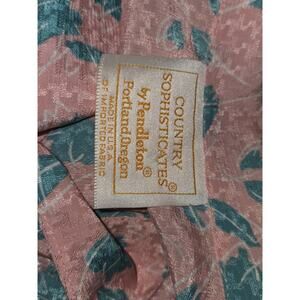 COUNTRY
SOPHISTICATES®
by Pendleton®
Portland, Oregon
MADE IN U.S.A.
OF IMPORTED FABRIC